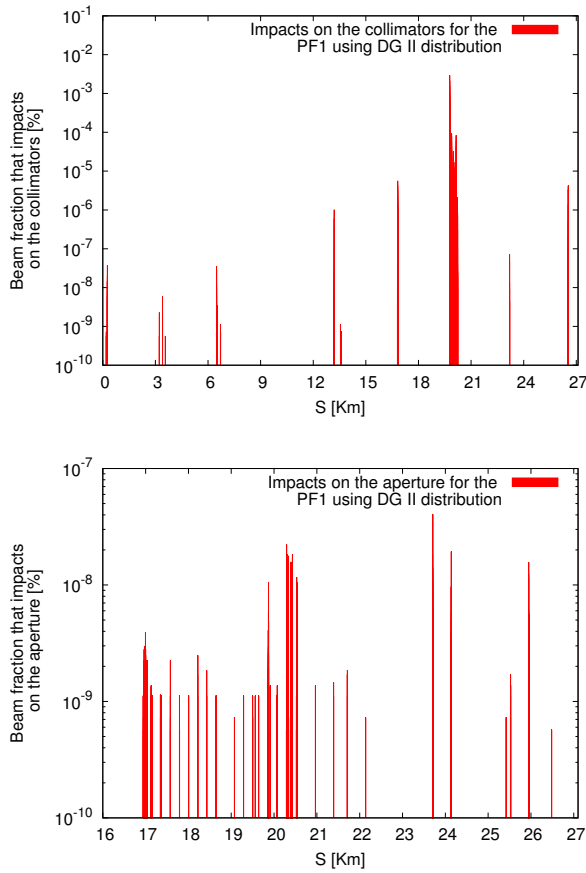 Impacts on the collimators for the
PF1 using DG II distribution
Beam fraction that impacts
on the collimators [%]
10^-1
10^-2
10^-3
10^-4
10^-5
10^-6
10^-7
10^-8
10^-9
10^-10
0 3 6 9 12 15 18 21 24 27
S [Km]
Impacts on the aperture for the
PF1 using DG II distribution
Beam fraction that impacts
on the aperture [%]
10^-7
10^-8
10^-9
10^-10
16 17 18 19 20 21 22 23 24 25 26 27
S [Km]